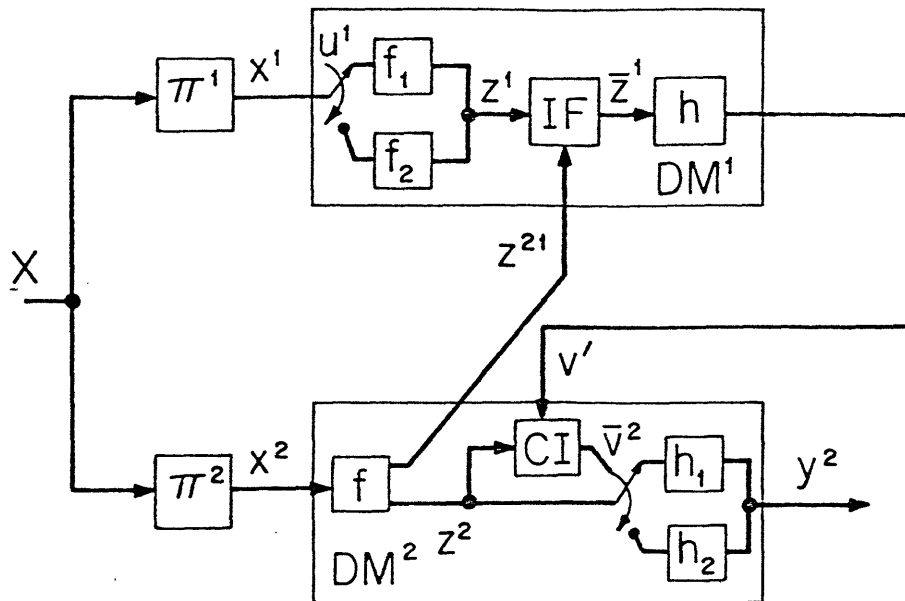 u¹
π¹
x¹
f₁
f₂
z¹
IF
z̄¹
h
DM¹
z²¹
X
v'
π²
x²
f
CI
v̄²
h₁
h₂
y²
z²
DM²